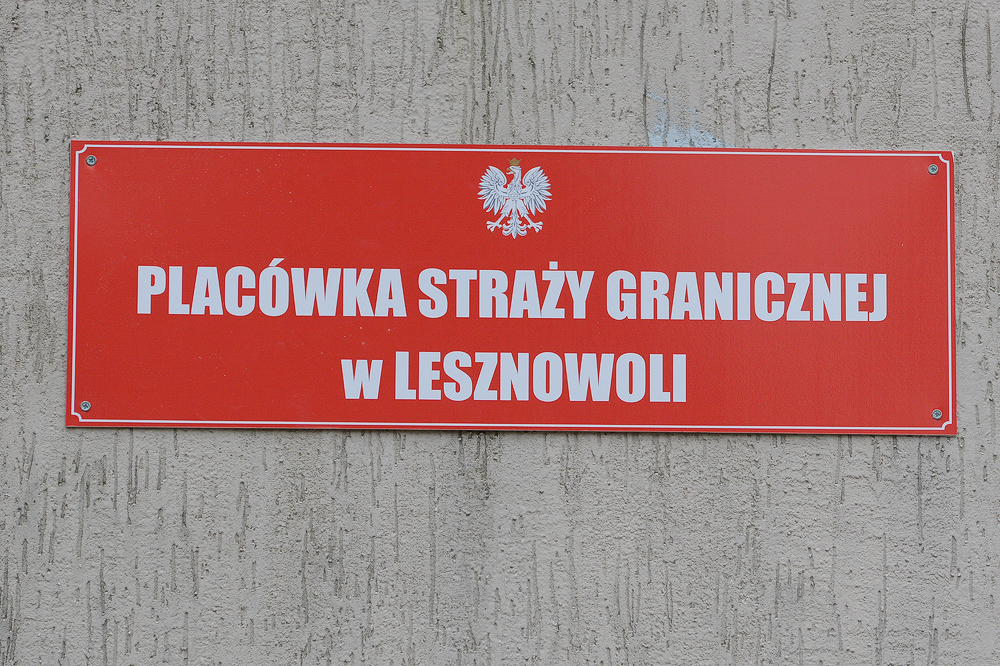 PLACÓWKA STRAŻY GRANICZNEJ
w LESZNOWOLI